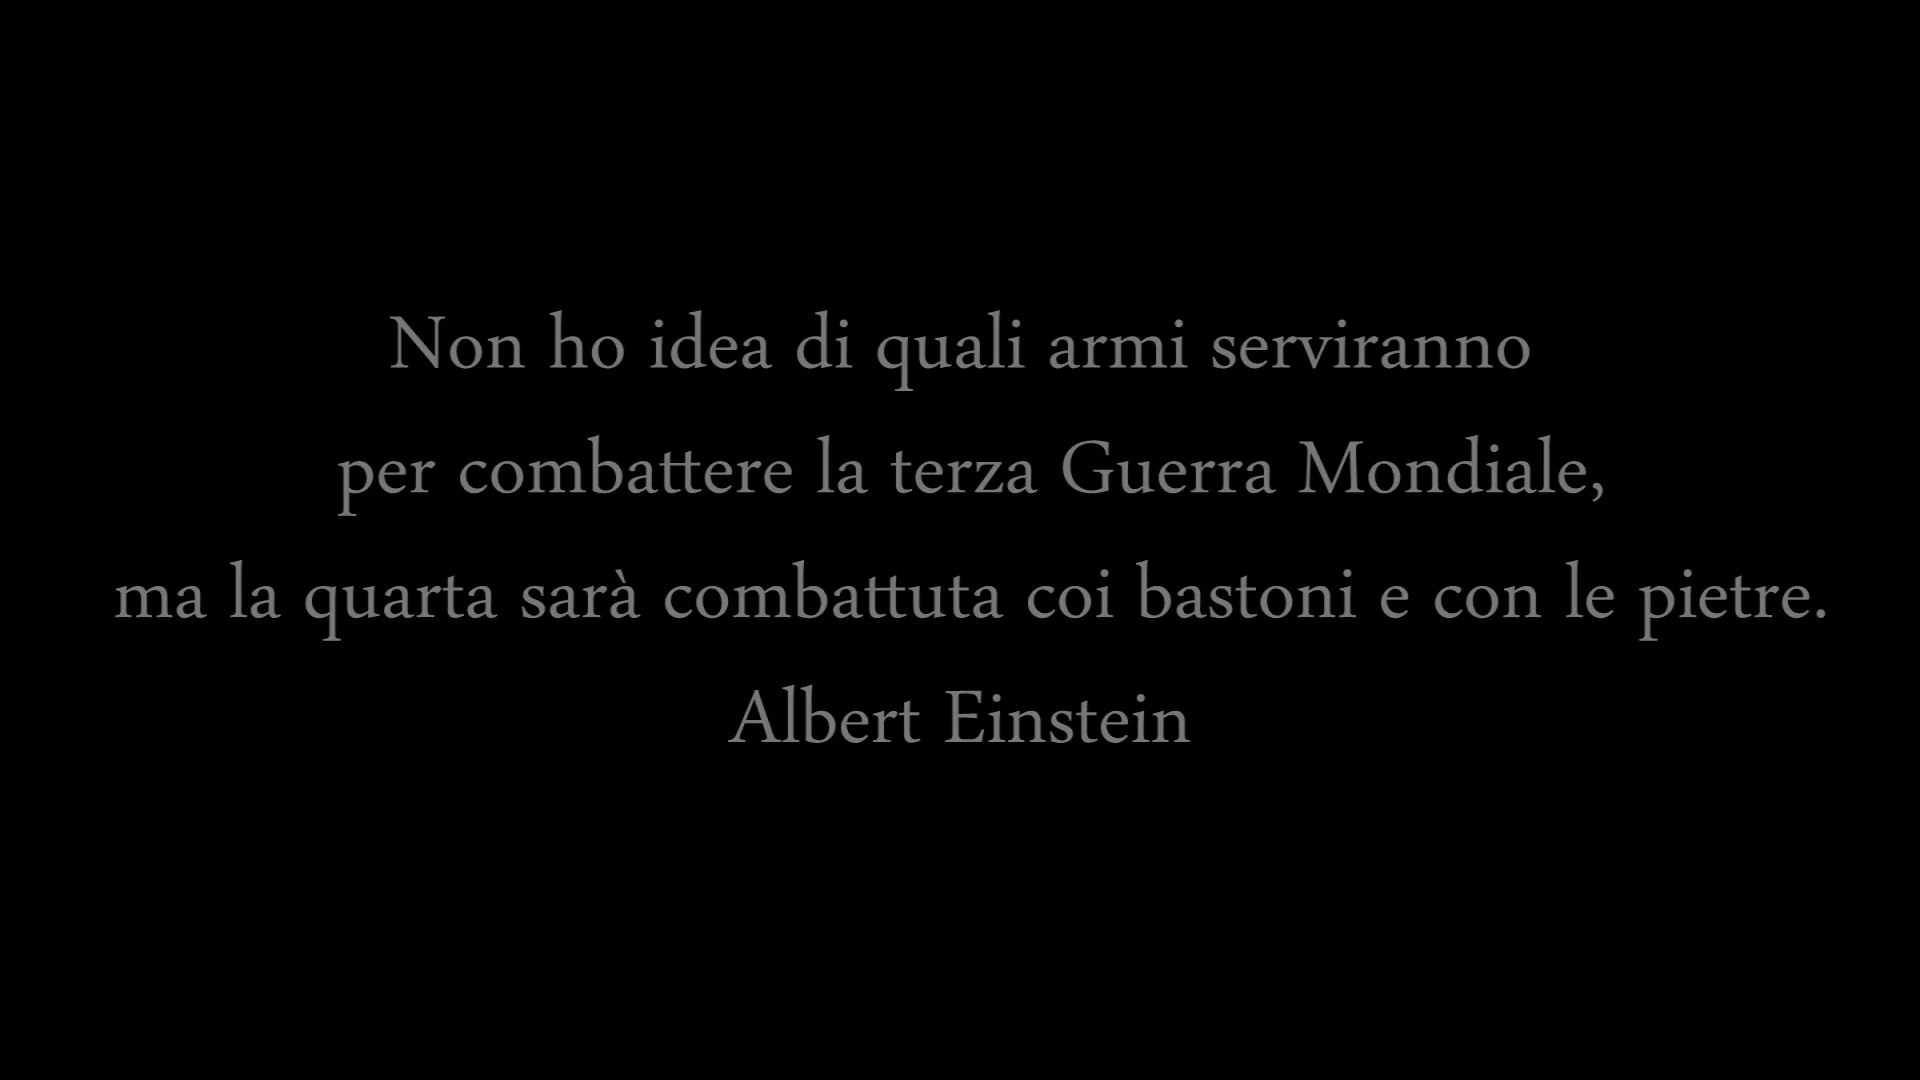 Non ho idea di quali armi serviranno
per combattere la terza Guerra Mondiale,
ma la quarta sarà combattuta coi bastoni e con le pietre.
Albert Einstein